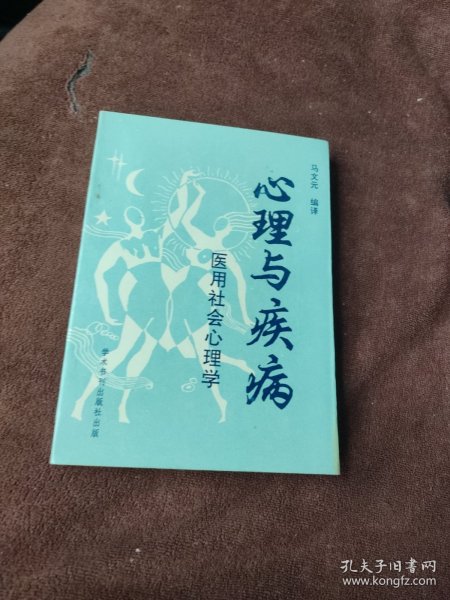 马文元 编译
心理与疾病
医用社会心理学
学术书刊出版社出版
孔夫子旧书网
www.kongfz.com